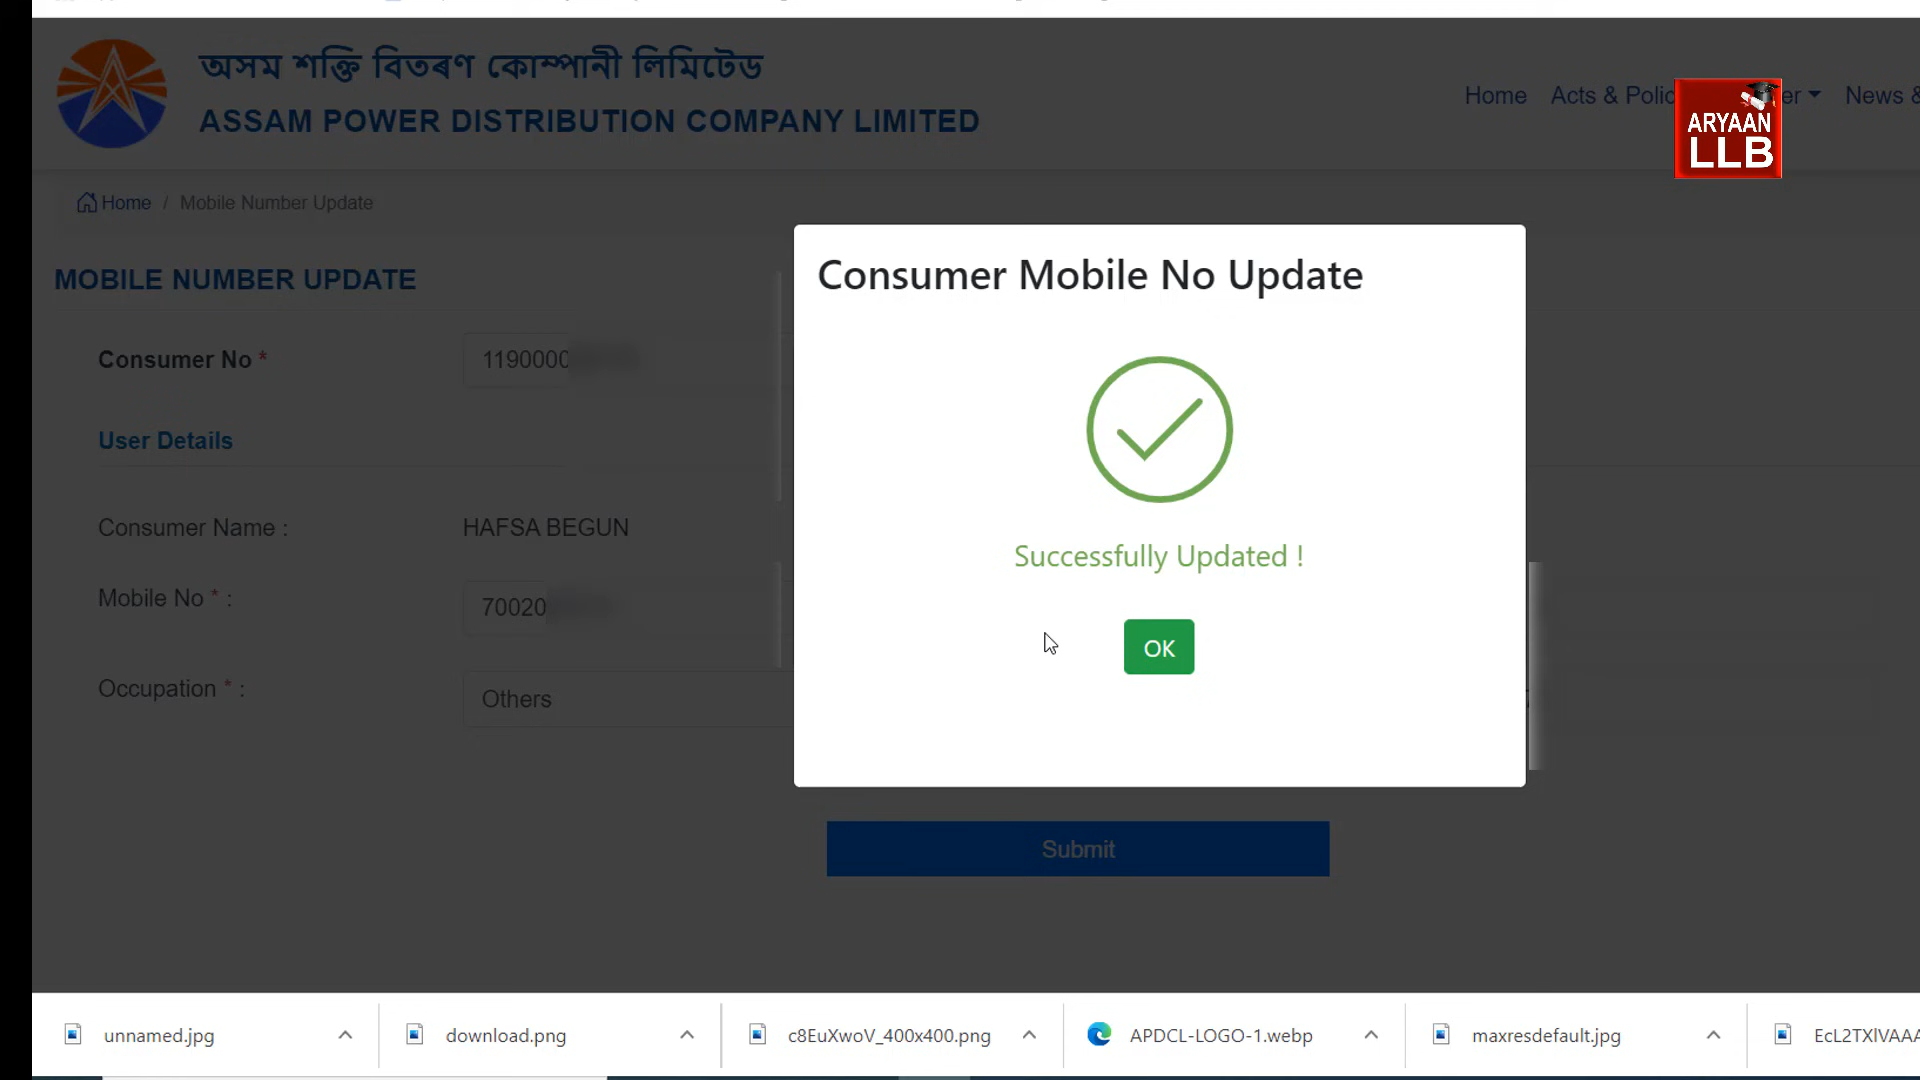 অসম শক্তি বিতৰণ কোম্পানী লিমিটেড
ASSAM POWER DISTRIBUTION COMPANY LIMITED
Home Acts & Polic er News &
ARYAAN
LLB
Home / Mobile Number Update
MOBILE NUMBER UPDATE
Consumer Mobile No Update
Consumer No * 1190000
User Details
Consumer Name : HAFSA BEGUN
Successfully Updated !
Mobile No * : 70020
OK
Occupation * : Others
Submit
unnamed.jpg download.png c8EuXwoV_400x400.png APDCL-LOGO-1.webp maxresdefault.jpg EcL2TXlVAAA